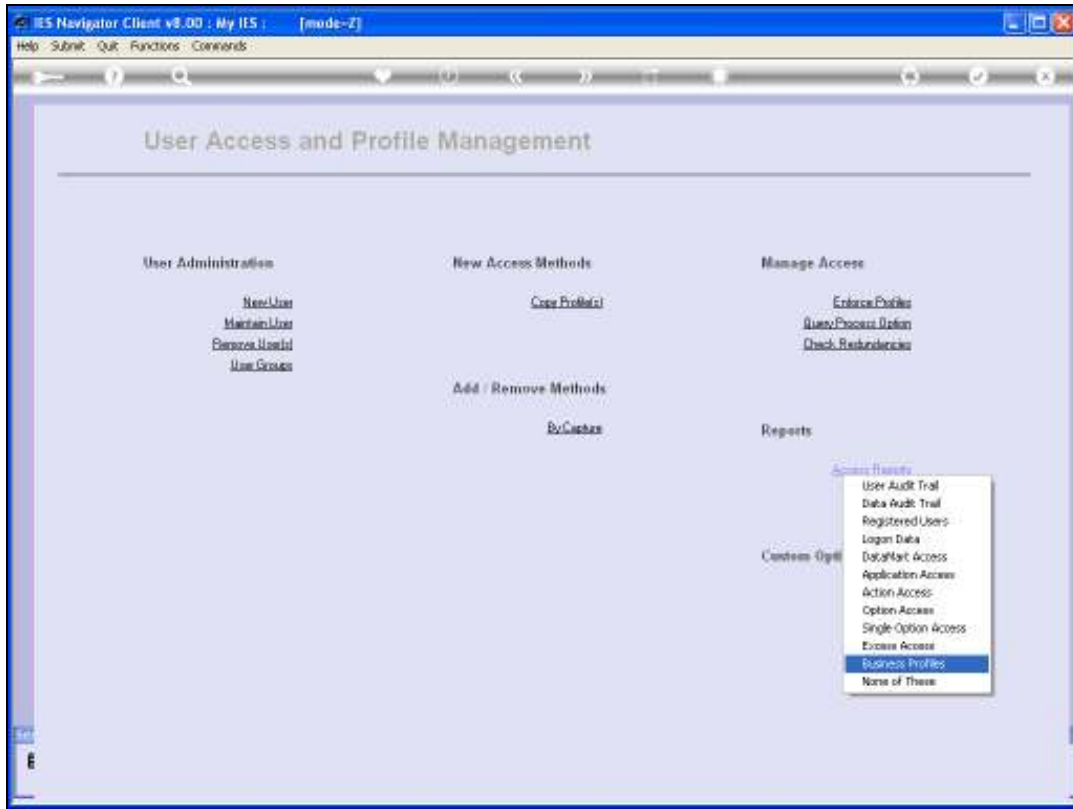 IES Navigator Client v8.00 : My IES : [mode-Z]
Help Submit Quit Functions Commands
User Access and Profile Management
User Administration
New User
Maintain User
Remove User(s)
User Groups
New Access Methods
Copy Profile(s)
Add / Remove Methods
By Capture
Manage Access
Enforce Profiles
Query Process Option
Check Redundancies
Reports
Access Reports
User Audit Trail
Data Audit Trail
Registered Users
Logon Data
DataMart Access
Application Access
Action Access
Option Access
Single Option Access
Excess Access
Business Profiles
None of These
Custom Opti
Ser